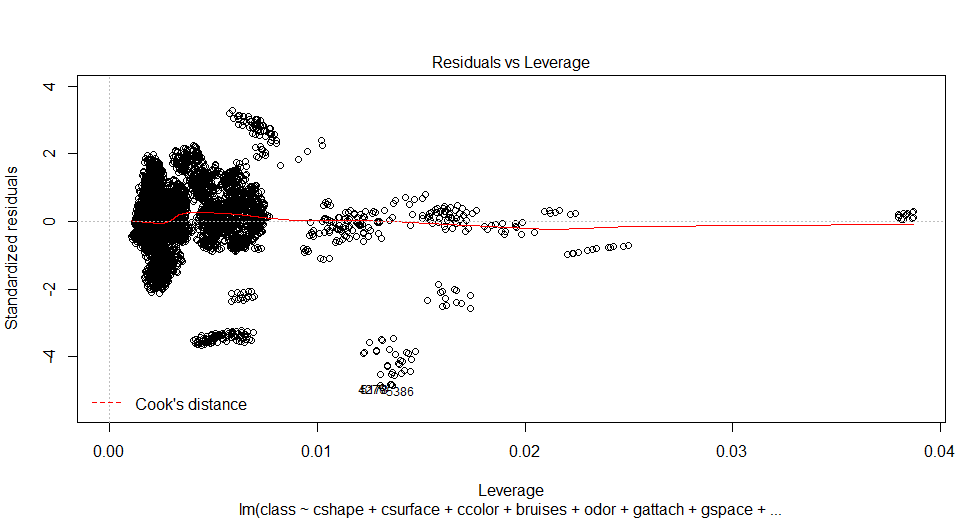 Residuals vs Leverage
Standardized residuals
4
2
0
-2
-4
5386
Cook's distance
0.00 0.01 0.02 0.03 0.04
Leverage
lm(class ~ cshape + csurface + ccolor + bruises + odor + gattach + gspace + ...